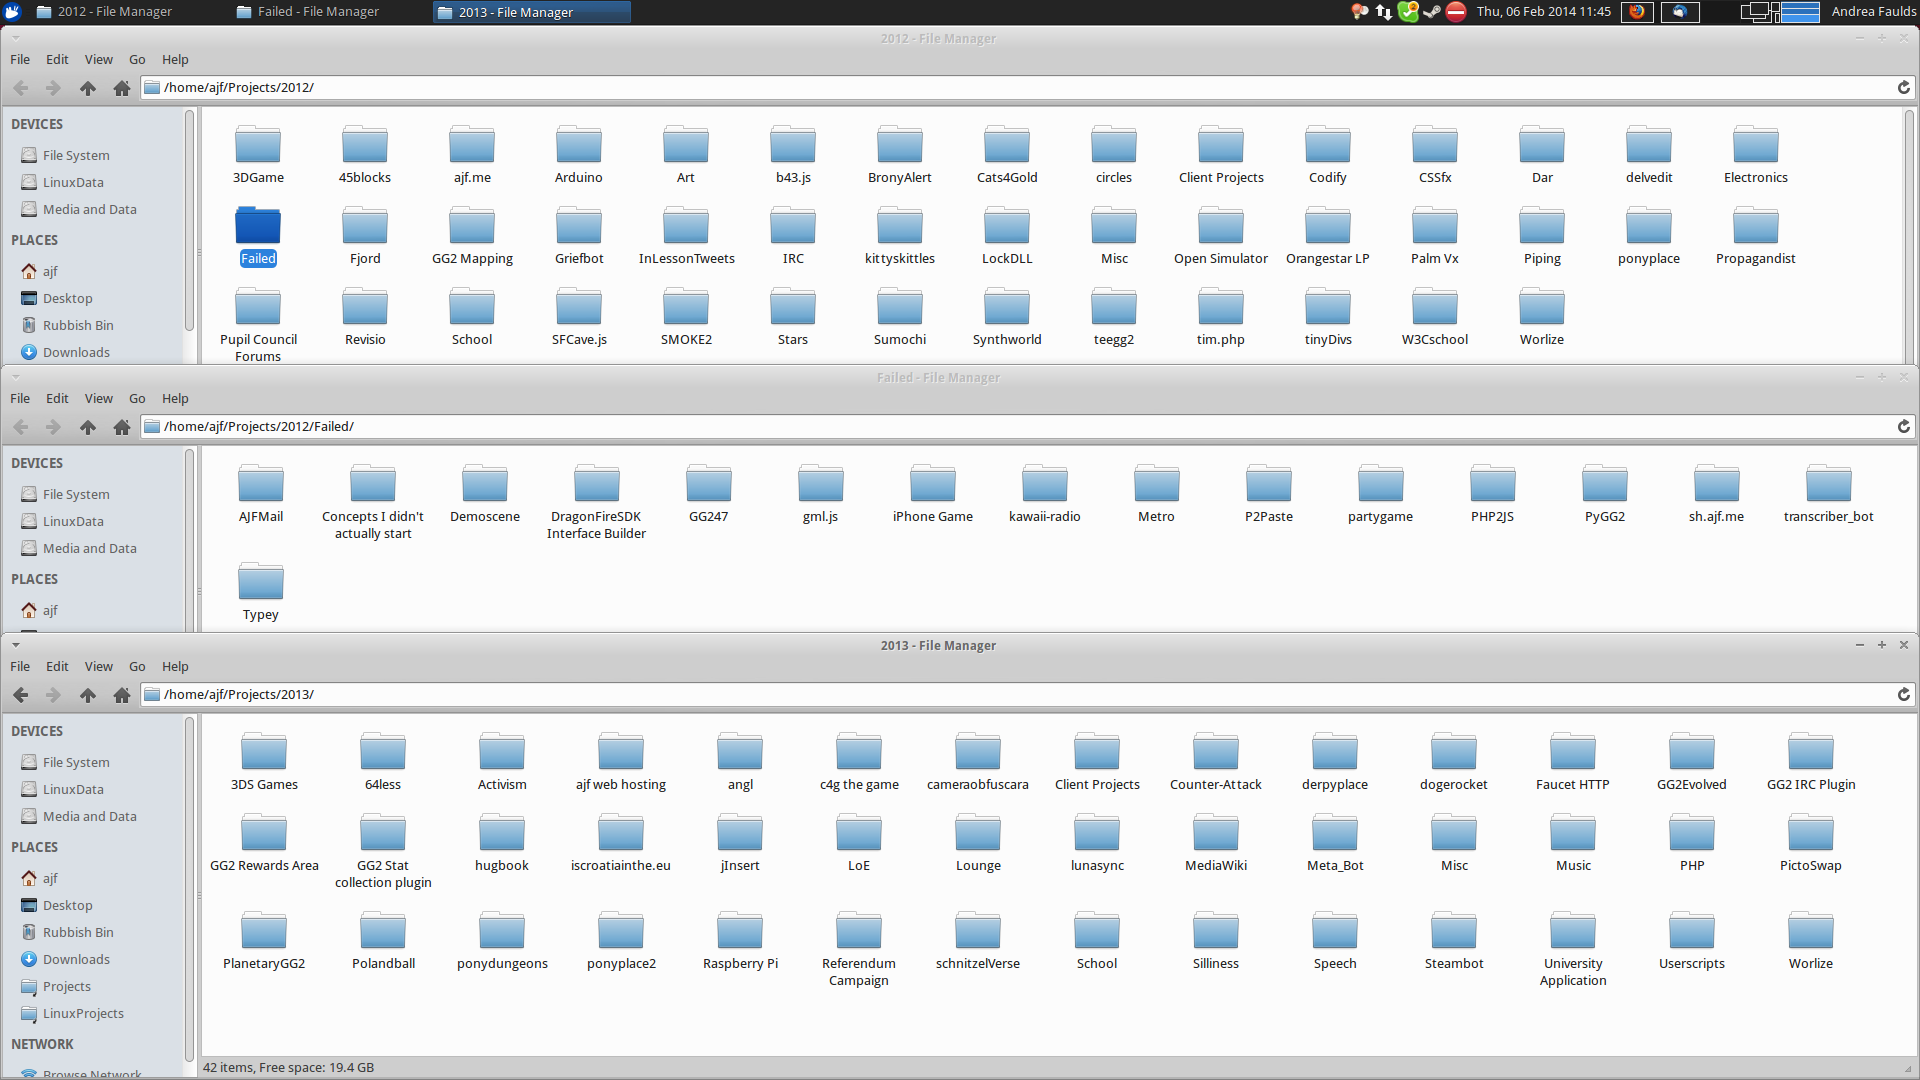 2012 - File Manager Failed - File Manager 2013 - File Manager Thu, 06 Feb 2014 11:45 Andrea Faulds
2012 - File Manager
File Edit View Go Help
/home/ajf/Projects/2012/
DEVICES
File System
LinuxData
Media and Data
PLACES
ajf
Desktop
Rubbish Bin
Downloads
3DGame 45blocks ajf.me Arduino Art b43.js BronyAlert Cats4Gold circles Client Projects Codify CSSfx Dar delvedit Electronics
Failed Fjord GG2 Mapping Griefbot InLessonTweets IRC kittyskittles LockDLL Misc Open Simulator Orangestar LP Palm Vx Piping ponyplace Propagandist
Pupil Council Revisio School SFCave.js SMOKE2 Stars Sumochi Synthworld teegg2 tim.php tinyDivs W3Cschool Worlize
Forums
Failed - File Manager
File Edit View Go Help
/home/ajf/Projects/2012/Failed/
DEVICES
File System
LinuxData
Media and Data
PLACES
ajf
AJFMail Concepts I didn't Demoscene DragonFireSDK GG247 gml.js iPhone Game kawaii-radio Metro P2Paste partygame PHP2JS PyGG2 sh.ajf.me transcriber_bot
actually start Interface Builder
Typey
2013 - File Manager
File Edit View Go Help
/home/ajf/Projects/2013/
DEVICES
File System
LinuxData
Media and Data
PLACES
ajf
Desktop
Rubbish Bin
Downloads
Projects
LinuxProjects
NETWORK
Browse Network
3DS Games 64less Activism ajf web hosting angl c4g the game cameraobfuscara Client Projects Counter-Attack derpyplace dogerocket Faucet HTTP GG2Evolved GG2 IRC Plugin
GG2 Rewards Area GG2 Stat hugbook iscroatiainthe.eu jInsert LoE Lounge lunasync MediaWiki Meta_Bot Misc Music PHP PictoSwap
collection plugin
PlanetaryGG2 Polandball ponydungeons ponyplace2 Raspberry Pi Referendum schnitzelVerse School Silliness Speech Steambot University Userscripts Worlize
Campaign Application
42 items, Free space: 19.4 GB